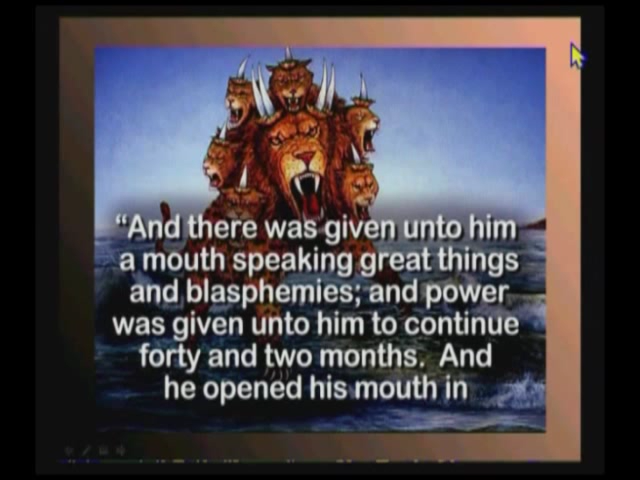 “And there was given unto him
a mouth speaking great things
and blasphemies; and power
was given unto him to continue
forty and two months.  And
he opened his mouth in